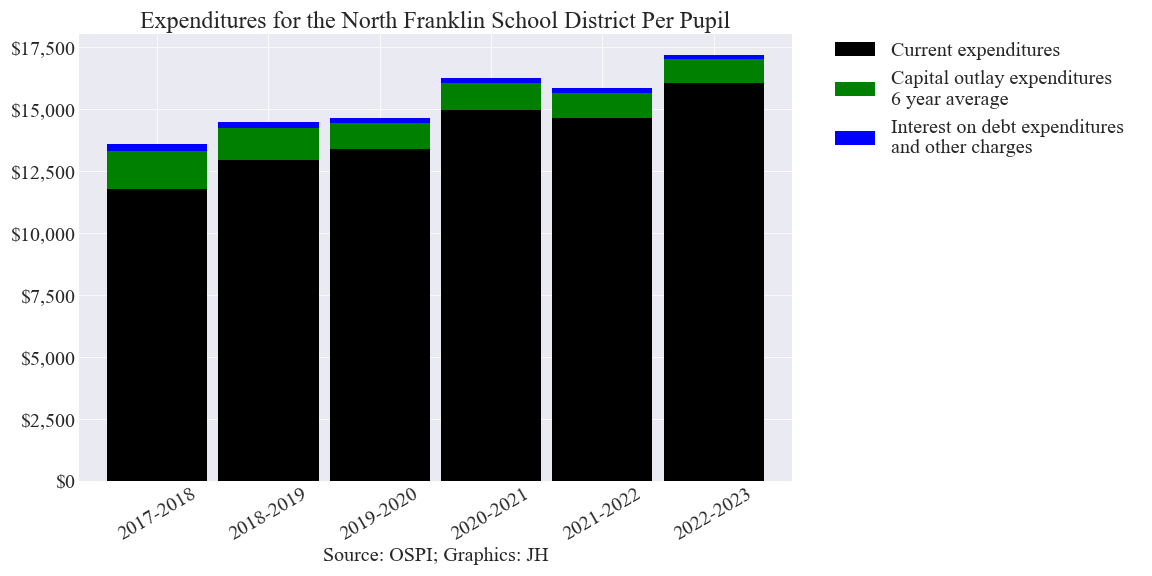 Expenditures for the North Franklin School District Per Pupil
$17,500
$15,000
$12,500
$10,000
$7,500
$5,000
$2,500
$0
2017-2018
2018-2019
2019-2020
2020-2021
2021-2022
2022-2023
Source: OSPI; Graphics: JH
Current expenditures
Capital outlay expenditures
6 year average
Interest on debt expenditures
and other charges